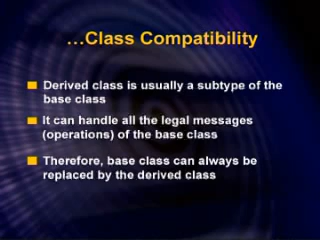 ...Class Compatibility
Derived class is usually a subtype of the
base class
It can handle all the legal messages
(operations) of the base class
Therefore, base class can always be
replaced by the derived class